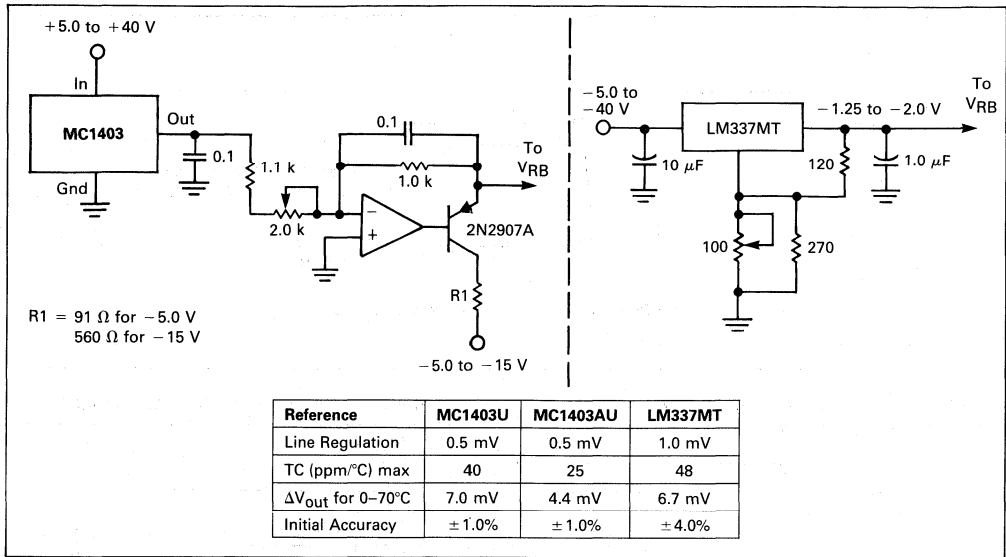 +5.0 to +40 V
In
MC1403
Out
Gnd
0.1
1.1 k
2.0 k
0.1
1.0 k
−
+
To
VRB
2N2907A
R1
−5.0 to −15 V
R1 = 91 Ω for −5.0 V
560 Ω for −15 V
−5.0 to
−40 V
LM337MT
−1.25 to −2.0 V
To
VRB
10 μF
120
1.0 μF
100
270
Reference MC1403U MC1403AU LM337MT
Line Regulation 0.5 mV 0.5 mV 1.0 mV
TC (ppm/°C) max 40 25 48
ΔVout for 0–70°C 7.0 mV 4.4 mV 6.7 mV
Initial Accuracy ±1.0% ±1.0% ±4.0%